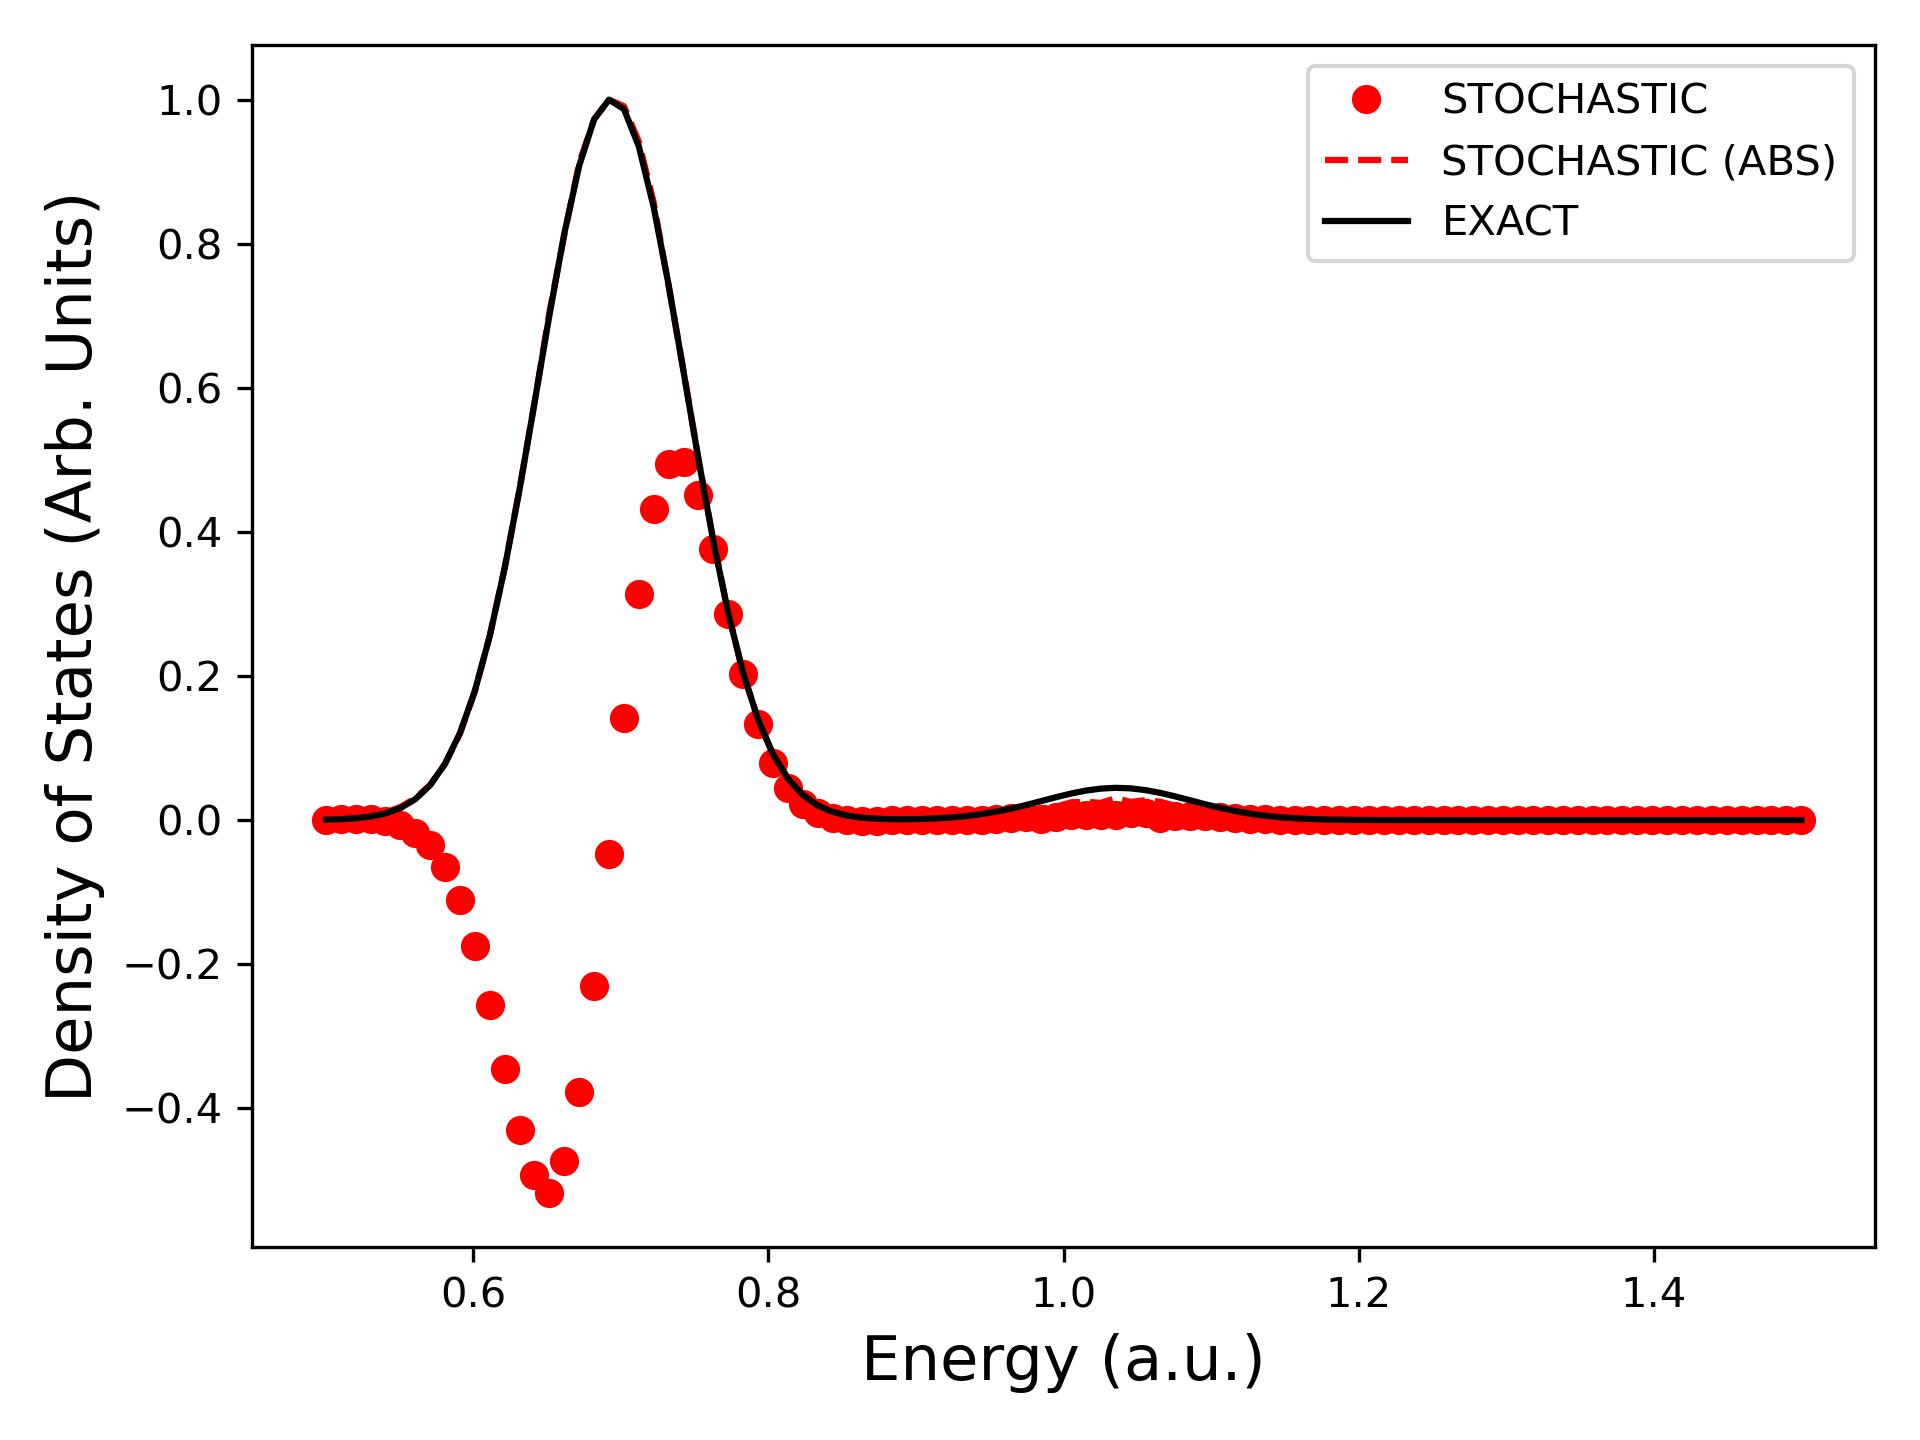 STOCHASTIC
STOCHASTIC (ABS)
EXACT
Density of States (Arb. Units)
1.0
0.8
0.6
0.4
0.2
0.0
−0.2
−0.4
0.6 0.8 1.0 1.2 1.4
Energy (a.u.)